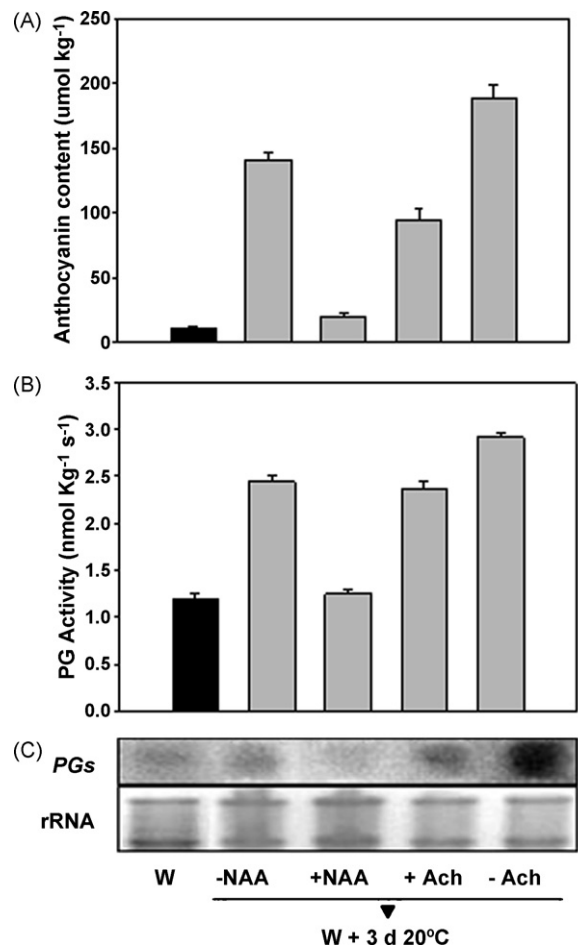 (A)
Anthocyanin content (umol kg⁻¹)
250
200
150
100
50
0
(B)
PG Activity (nmol Kg⁻¹ s⁻¹)
3.5
3.0
2.5
2.0
1.5
1.0
0.5
0.0
(C)
PGs
rRNA
W -NAA +NAA + Ach - Ach
W + 3 d 20ºC